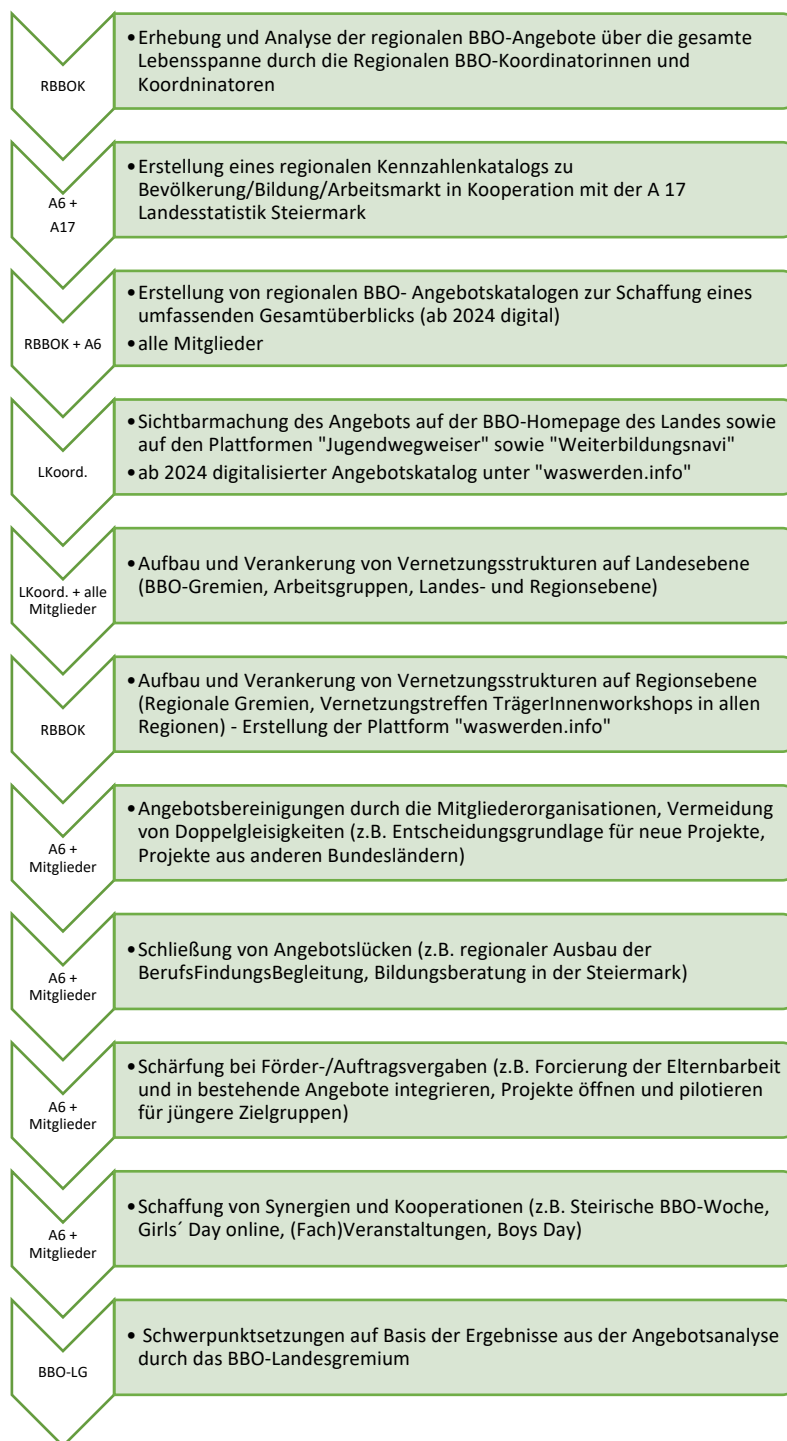 RBBOK
•Erhebung und Analyse der regionalen BBO-Angebote über die gesamte
Lebensspanne durch die Regionalen BBO-Koordinatorinnen und
Koordninatoren
A6 +
A17
•Erstellung eines regionalen Kennzahlenkatalogs zu
Bevölkerung/Bildung/Arbeitsmarkt in Kooperation mit der A 17
Landesstatistik Steiermark
RBBOK + A6
•Erstellung von regionalen BBO- Angebotskatalogen zur Schaffung eines
umfassenden Gesamtüberblicks (ab 2024 digital)
•alle Mitglieder
LKoord.
•Sichtbarmachung des Angebots auf der BBO-Homepage des Landes sowie
auf den Plattformen "Jugendwegweiser" sowie "Weiterbildungsnavi"
•ab 2024 digitalisierter Angebotskatalog unter "waswerden.info"
LKoord. + alle
Mitglieder
•Aufbau und Verankerung von Vernetzungsstrukturen auf Landesebene
(BBO-Gremien, Arbeitsgruppen, Landes- und Regionsebene)
RBBOK
•Aufbau und Verankerung von Vernetzungsstrukturen auf Regionsebene
(Regionale Gremien, Vernetzungstreffen TrägerInnenworkshops in allen
Regionen) - Erstellung der Plattform "waswerden.info"
A6 +
Mitglieder
•Angebotsbereinigungen durch die Mitgliederorganisationen, Vermeidung
von Doppelgleisigkeiten (z.B. Entscheidungsgrundlage für neue Projekte,
Projekte aus anderen Bundesländern)
A6 +
Mitglieder
•Schließung von Angebotslücken (z.B. regionaler Ausbau der
BerufsFindungsBegleitung, Bildungsberatung in der Steiermark)
A6 +
Mitglieder
•Schärfung bei Förder-/Auftragsvergaben (z.B. Forcierung der Elternbarbeit
und in bestehende Angebote integrieren, Projekte öffnen und pilotieren
für jüngere Zielgruppen)
A6 +
Mitglieder
•Schaffung von Synergien und Kooperationen (z.B. Steirische BBO-Woche,
Girls´ Day online, (Fach)Veranstaltungen, Boys Day)
BBO-LG
• Schwerpunktsetzungen auf Basis der Ergebnisse aus der Angebotsanalyse
durch das BBO-Landesgremium